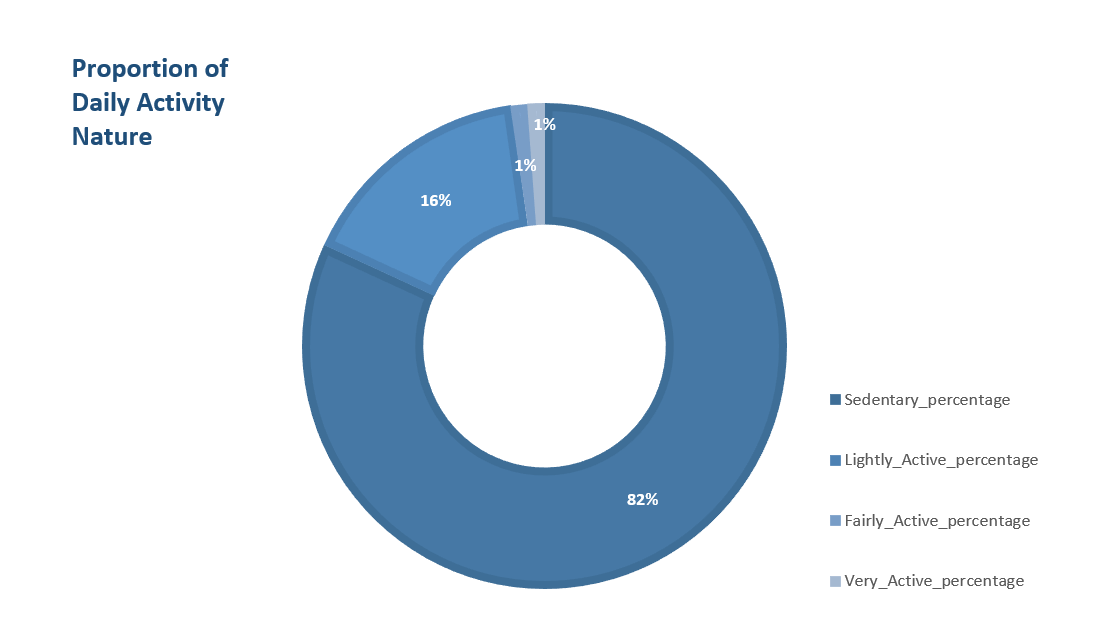 Proportion of
Daily Activity
Nature
1%
1%
16%
82%
Sedentary_percentage
Lightly_Active_percentage
Fairly_Active_percentage
Very_Active_percentage